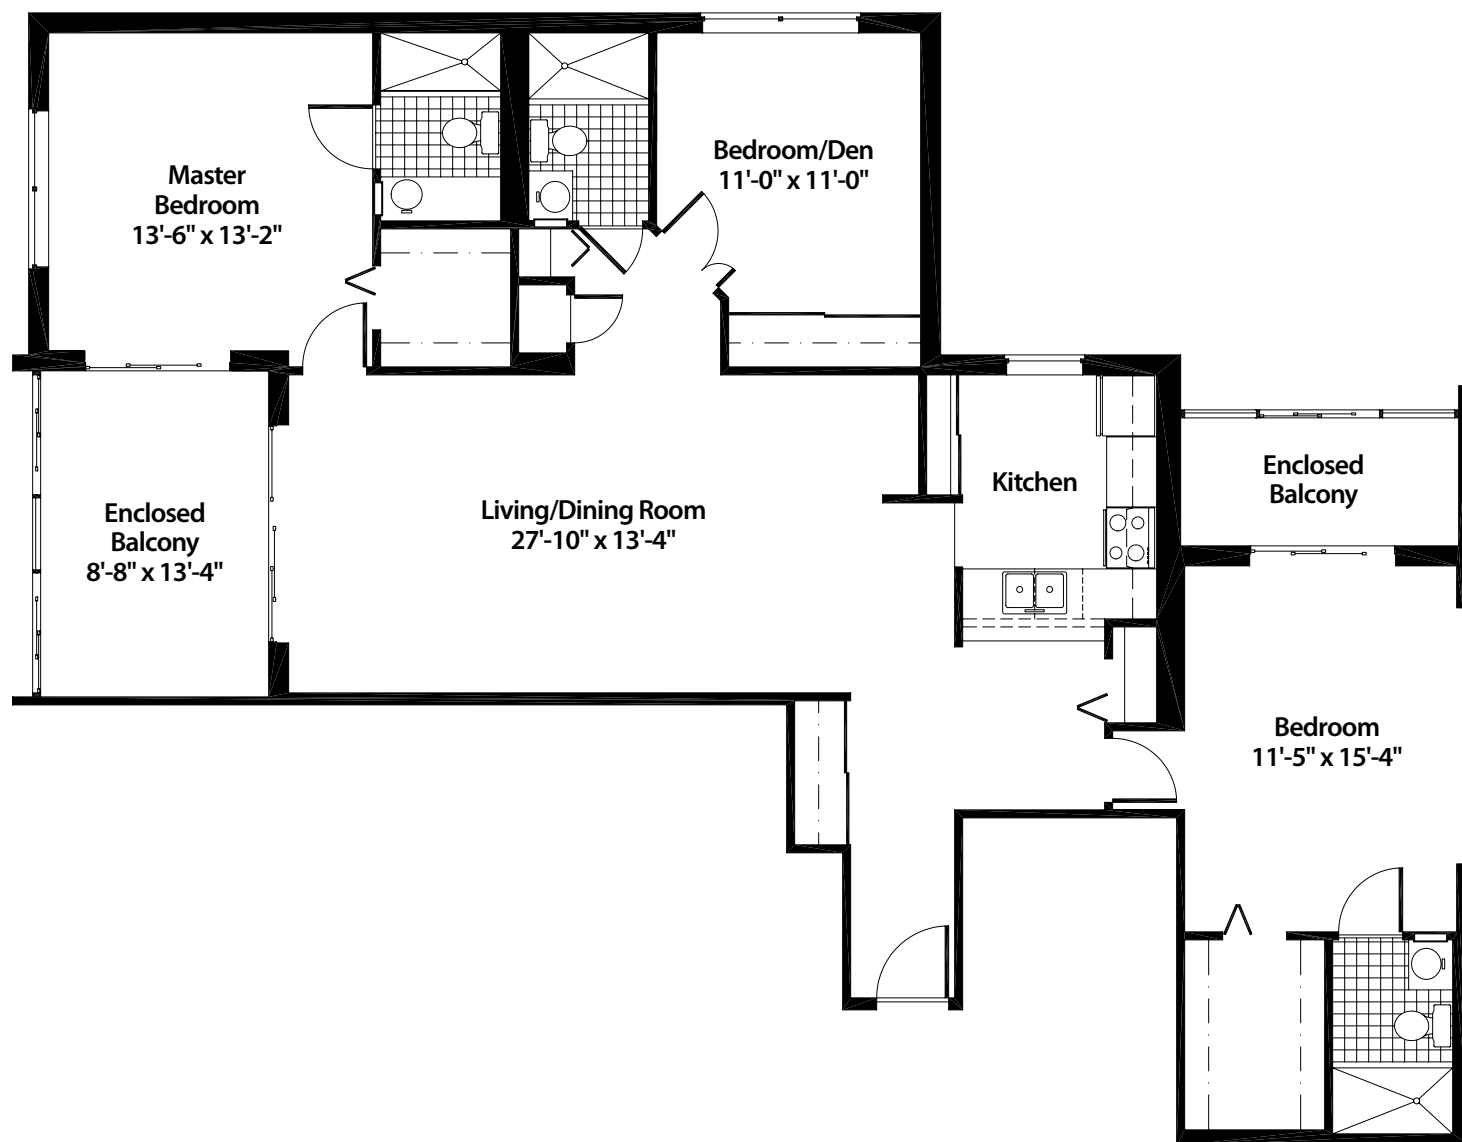 Master
Bedroom
13'-6" x 13'-2"
Bedroom/Den
11'-0" x 11'-0"
Enclosed
Balcony
8'-8" x 13'-4"
Living/Dining Room
27'-10" x 13'-4"
Kitchen
Enclosed
Balcony
Bedroom
11'-5" x 15'-4"